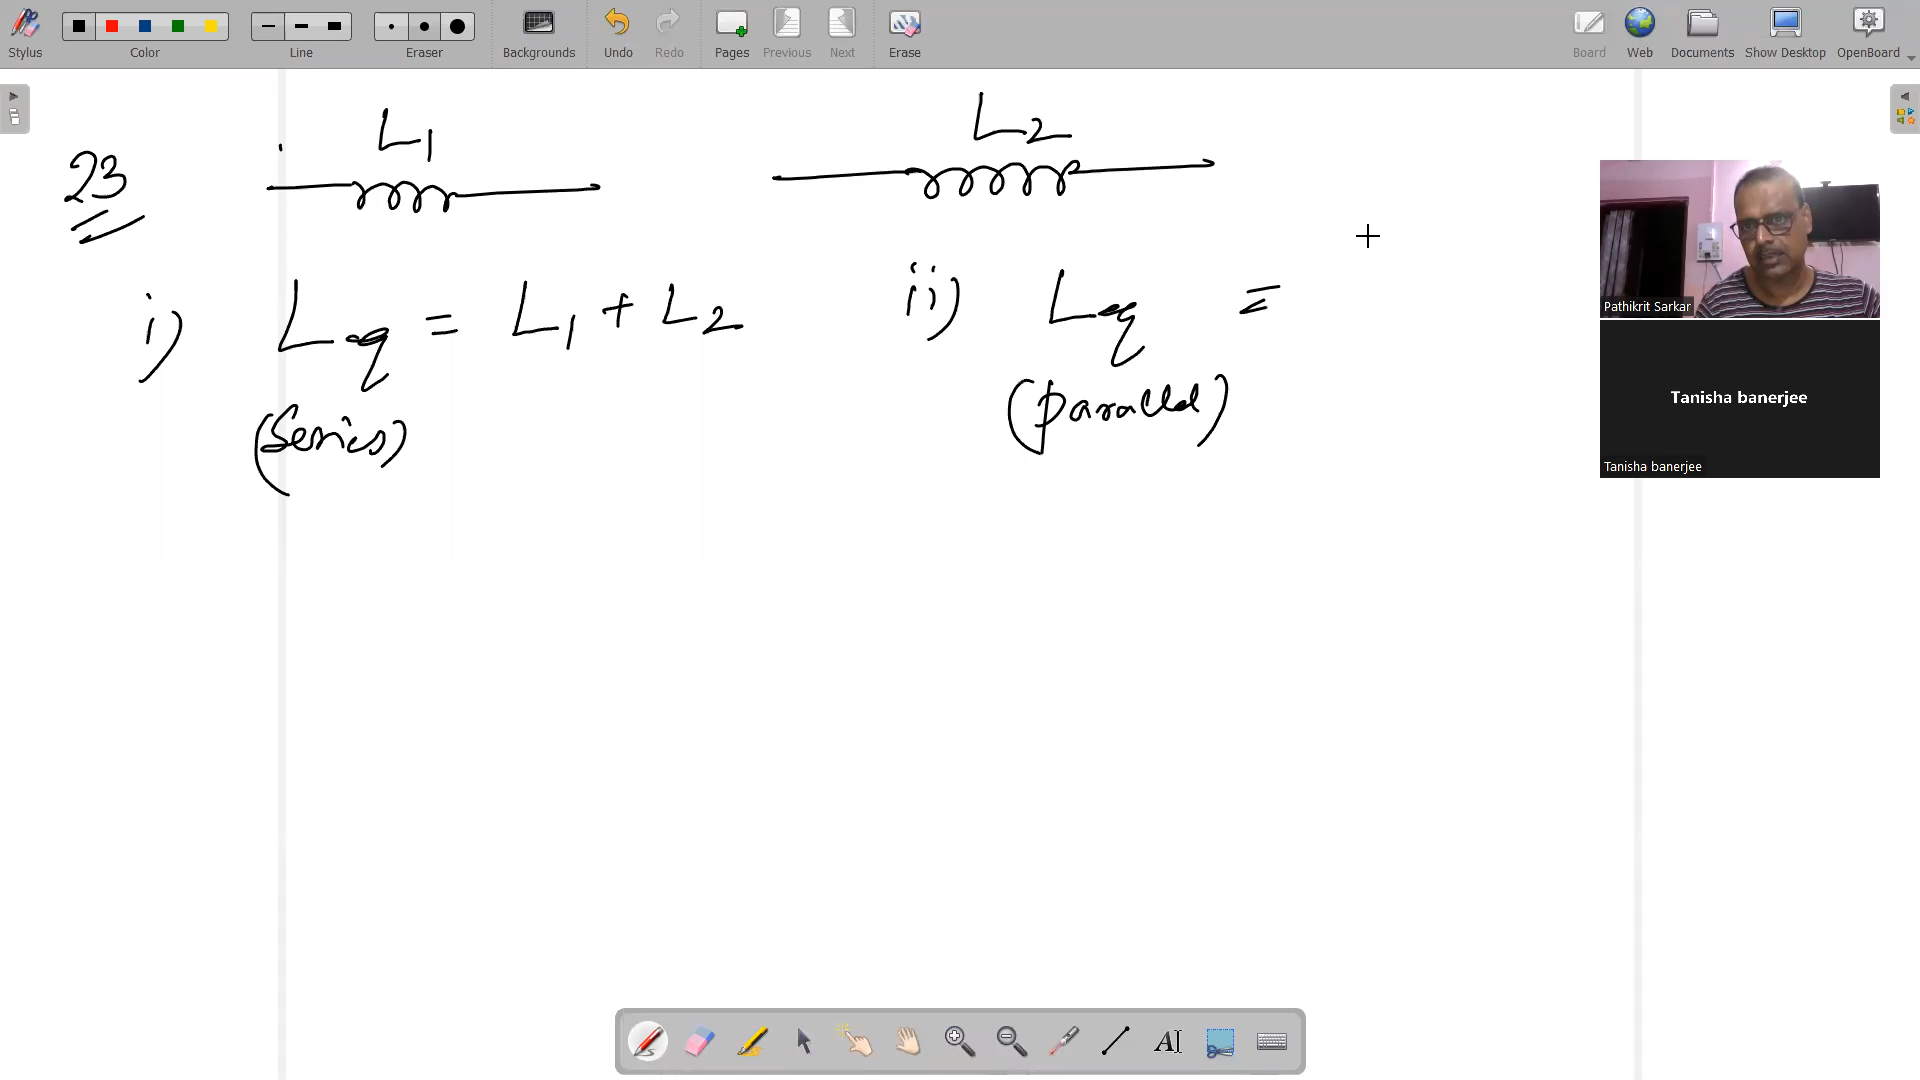 Stylus Color Line Eraser Backgrounds Undo Redo Pages Previous Next Erase Board Web Documents Show Desktop OpenBoard
L1
L2
23
i) Leq = L1 + L2
(Series)
ii) Leq =
(parallel)
Pathikrit Sarkar
Tanisha banerjee
Tanisha banerjee
AI